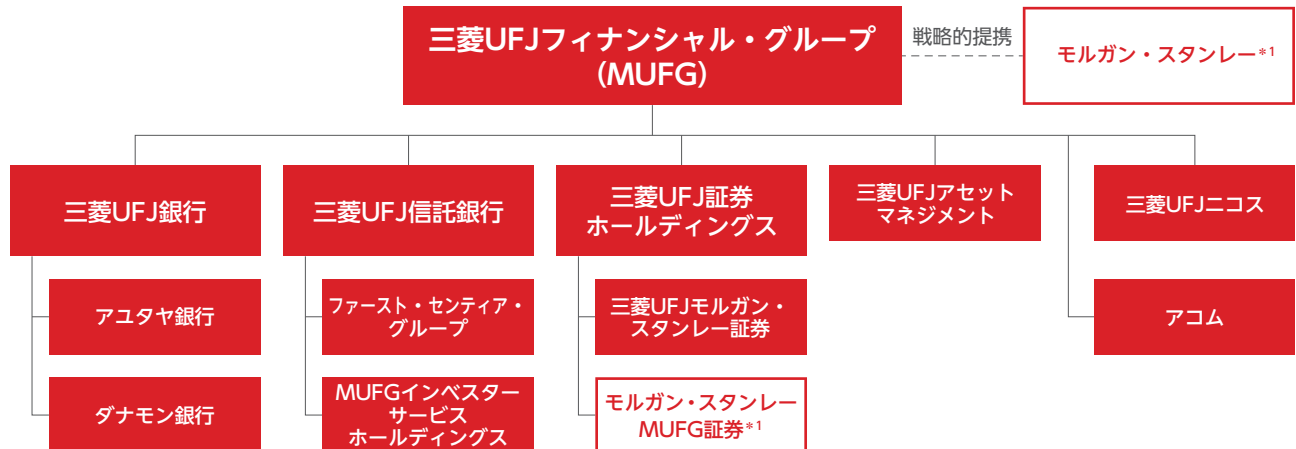 三菱UFJフィナンシャル・グループ
(MUFG)
戦略的提携
モルガン・スタンレー*1
三菱UFJ銀行
三菱UFJ信託銀行
三菱UFJ証券
ホールディングス
三菱UFJアセット
マネジメント
三菱UFJニコス
アユタヤ銀行
ファースト・センティア・
グループ
三菱UFJモルガン・
スタンレー証券
アコム
ダナモン銀行
MUFGインベスター
サービス
ホールディングス
モルガン・スタンレー
MUFG証券*1